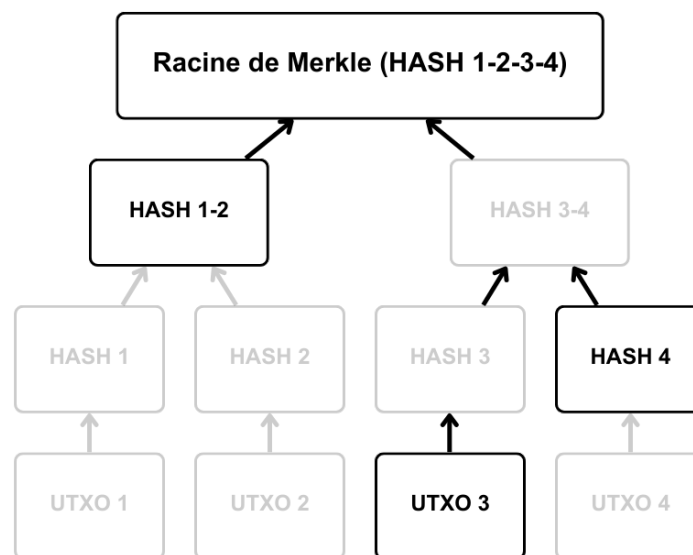 Racine de Merkle (HASH 1-2-3-4)
HASH 1-2
HASH 3-4
HASH 1
HASH 2
HASH 3
HASH 4
UTXO 1
UTXO 2
UTXO 3
UTXO 4